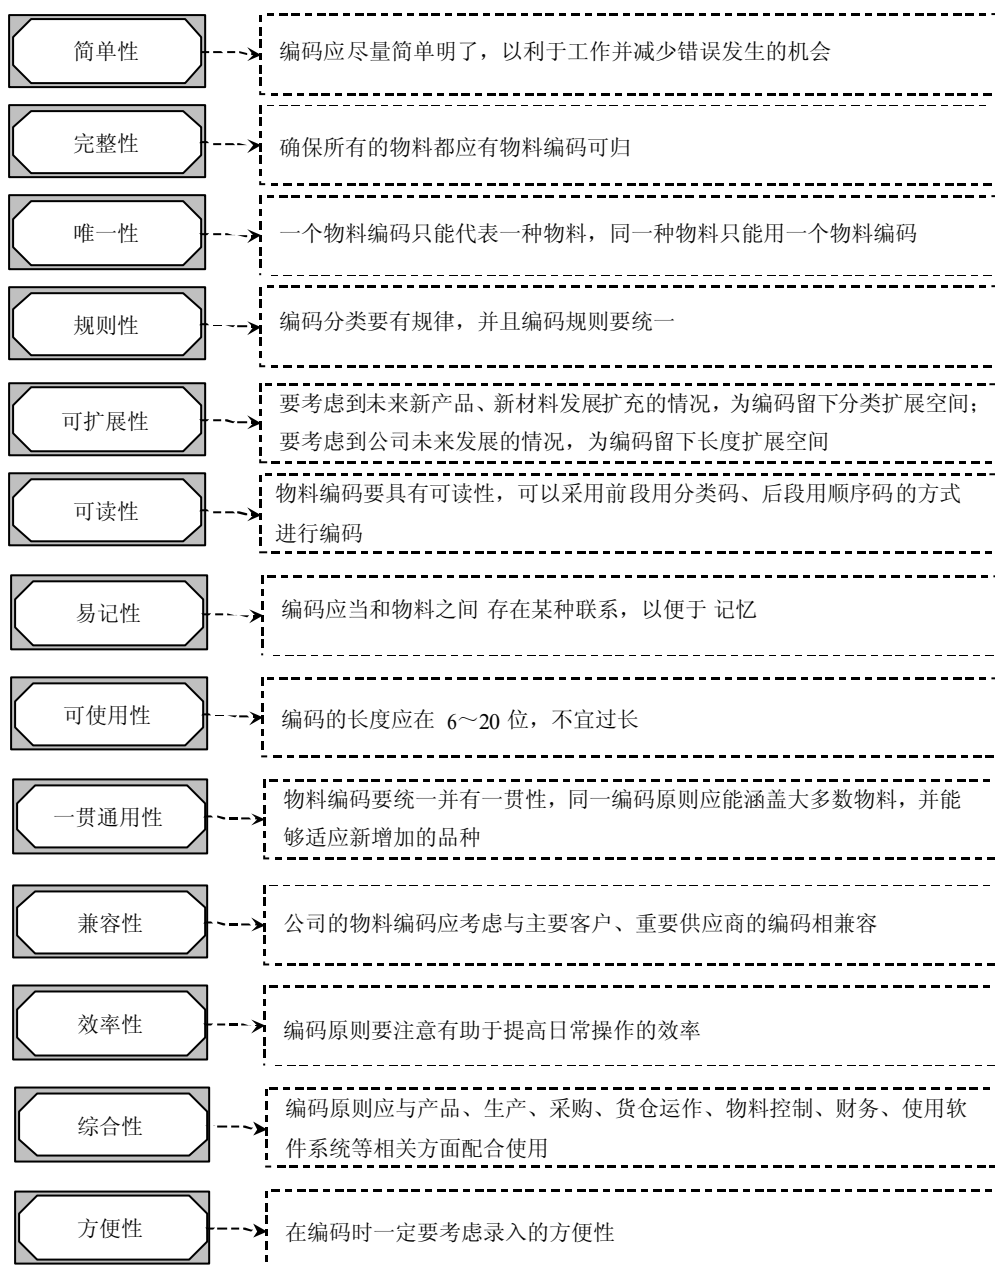 简单性
编码应尽量简单明了，以利于工作并减少错误发生的机会
完整性
确保所有的物料都应有物料编码可归
唯一性
一个物料编码只能代表一种物料，同一种物料只能用一个物料编码
规则性
编码分类要有规律，并且编码规则要统一
可扩展性
要考虑到未来新产品、新材料发展扩充的情况，为编码留下分类扩展空间；
要考虑到公司未来发展的情况，为编码留下长度扩展空间
可读性
物料编码要具有可读性，可以采用前段用分类码、后段用顺序码的方式
进行编码
易记性
编码应当和物料之间 存在某种联系，以便于 记忆
可使用性
编码的长度应在 6～20 位，不宜过长
一贯通用性
物料编码要统一并有一贯性，同一编码原则应能涵盖大多数物料，并能
够适应新增加的品种
兼容性
公司的物料编码应考虑与主要客户、重要供应商的编码相兼容
效率性
编码原则要注意有助于提高日常操作的效率
综合性
编码原则应与产品、生产、采购、货仓运作、物料控制、财务、使用软
件系统等相关方面配合使用
方便性
在编码时一定要考虑录入的方便性